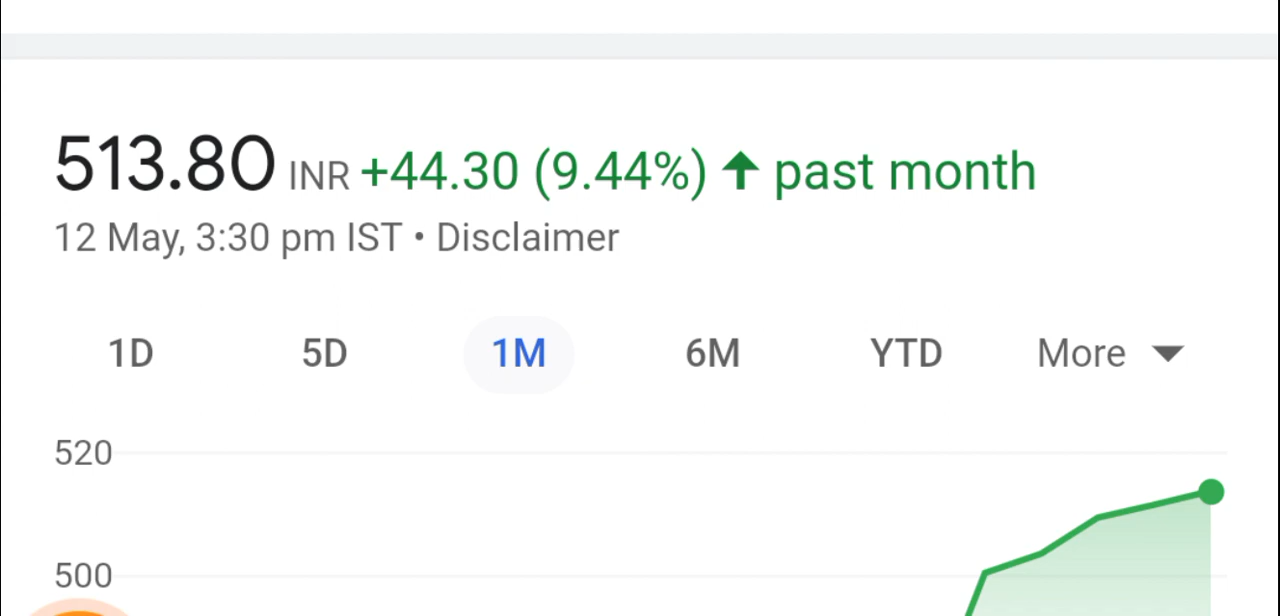 513.80 INR +44.30 (9.44%) ↑ past month
12 May, 3:30 pm IST • Disclaimer
1D 5D 1M 6M YTD More
520
500